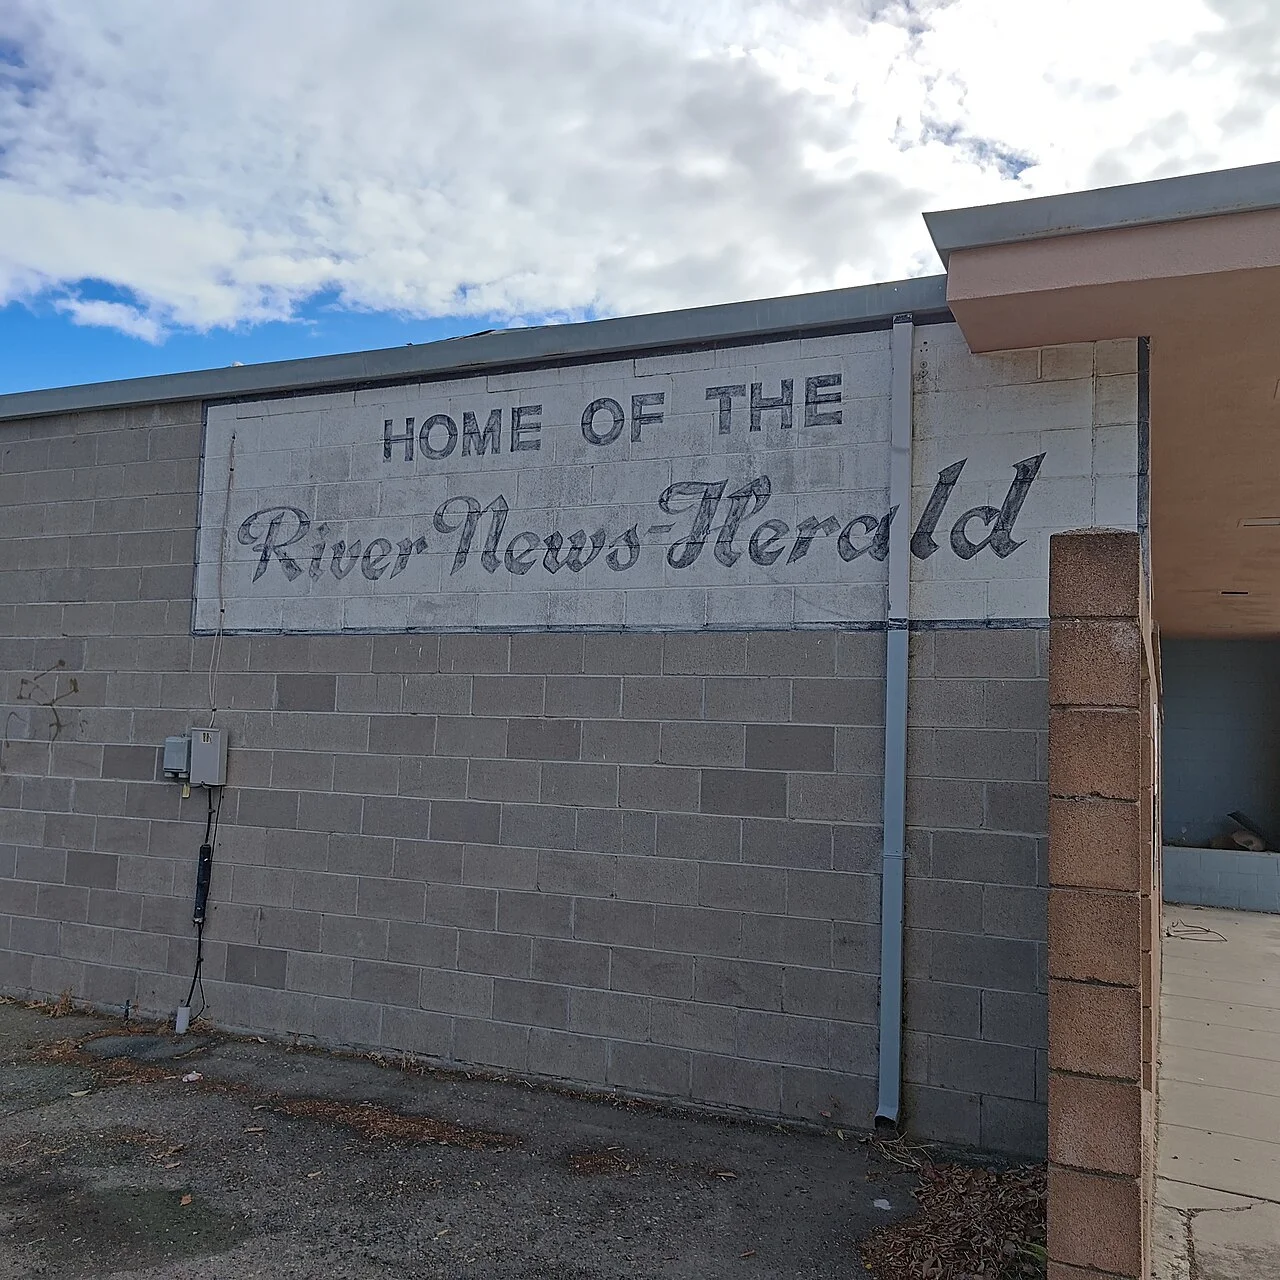 HOME OF THE
River News-Herald